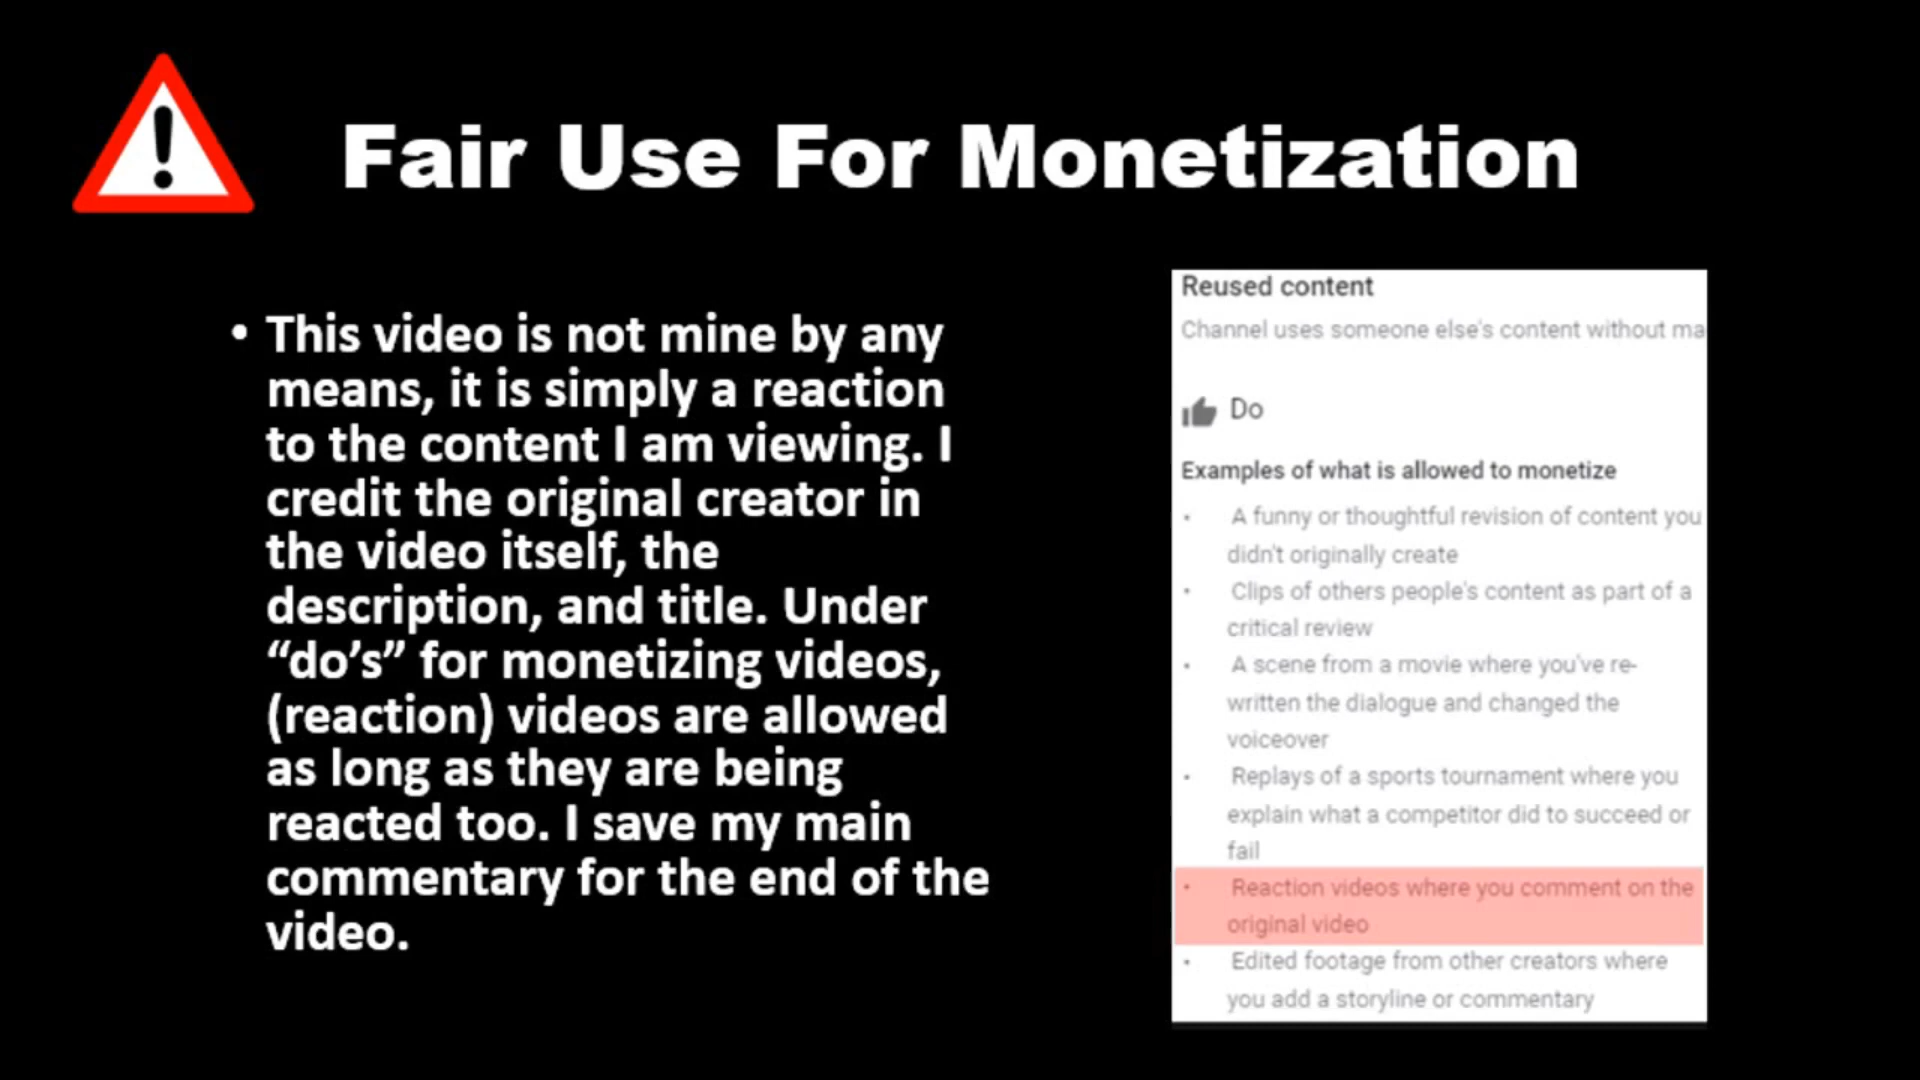 Fair Use For Monetization
• This video is not mine by any
means, it is simply a reaction
to the content I am viewing. I
credit the original creator in
the video itself, the
description, and title. Under
“do’s” for monetizing videos,
(reaction) videos are allowed
as long as they are being
reacted too. I save my main
commentary for the end of the
video.
Reused content
Channel uses someone else's content without ma
Do
Examples of what is allowed to monetize
• A funny or thoughtful revision of content you
didn't originally create
• Clips of others people's content as part of a
critical review
• A scene from a movie where you've re-
written the dialogue and changed the
voiceover
• Replays of a sports tournament where you
explain what a competitor did to succeed or
fail
• Reaction videos where you comment on the
original video
• Edited footage from other creators where
you add a storyline or commentary